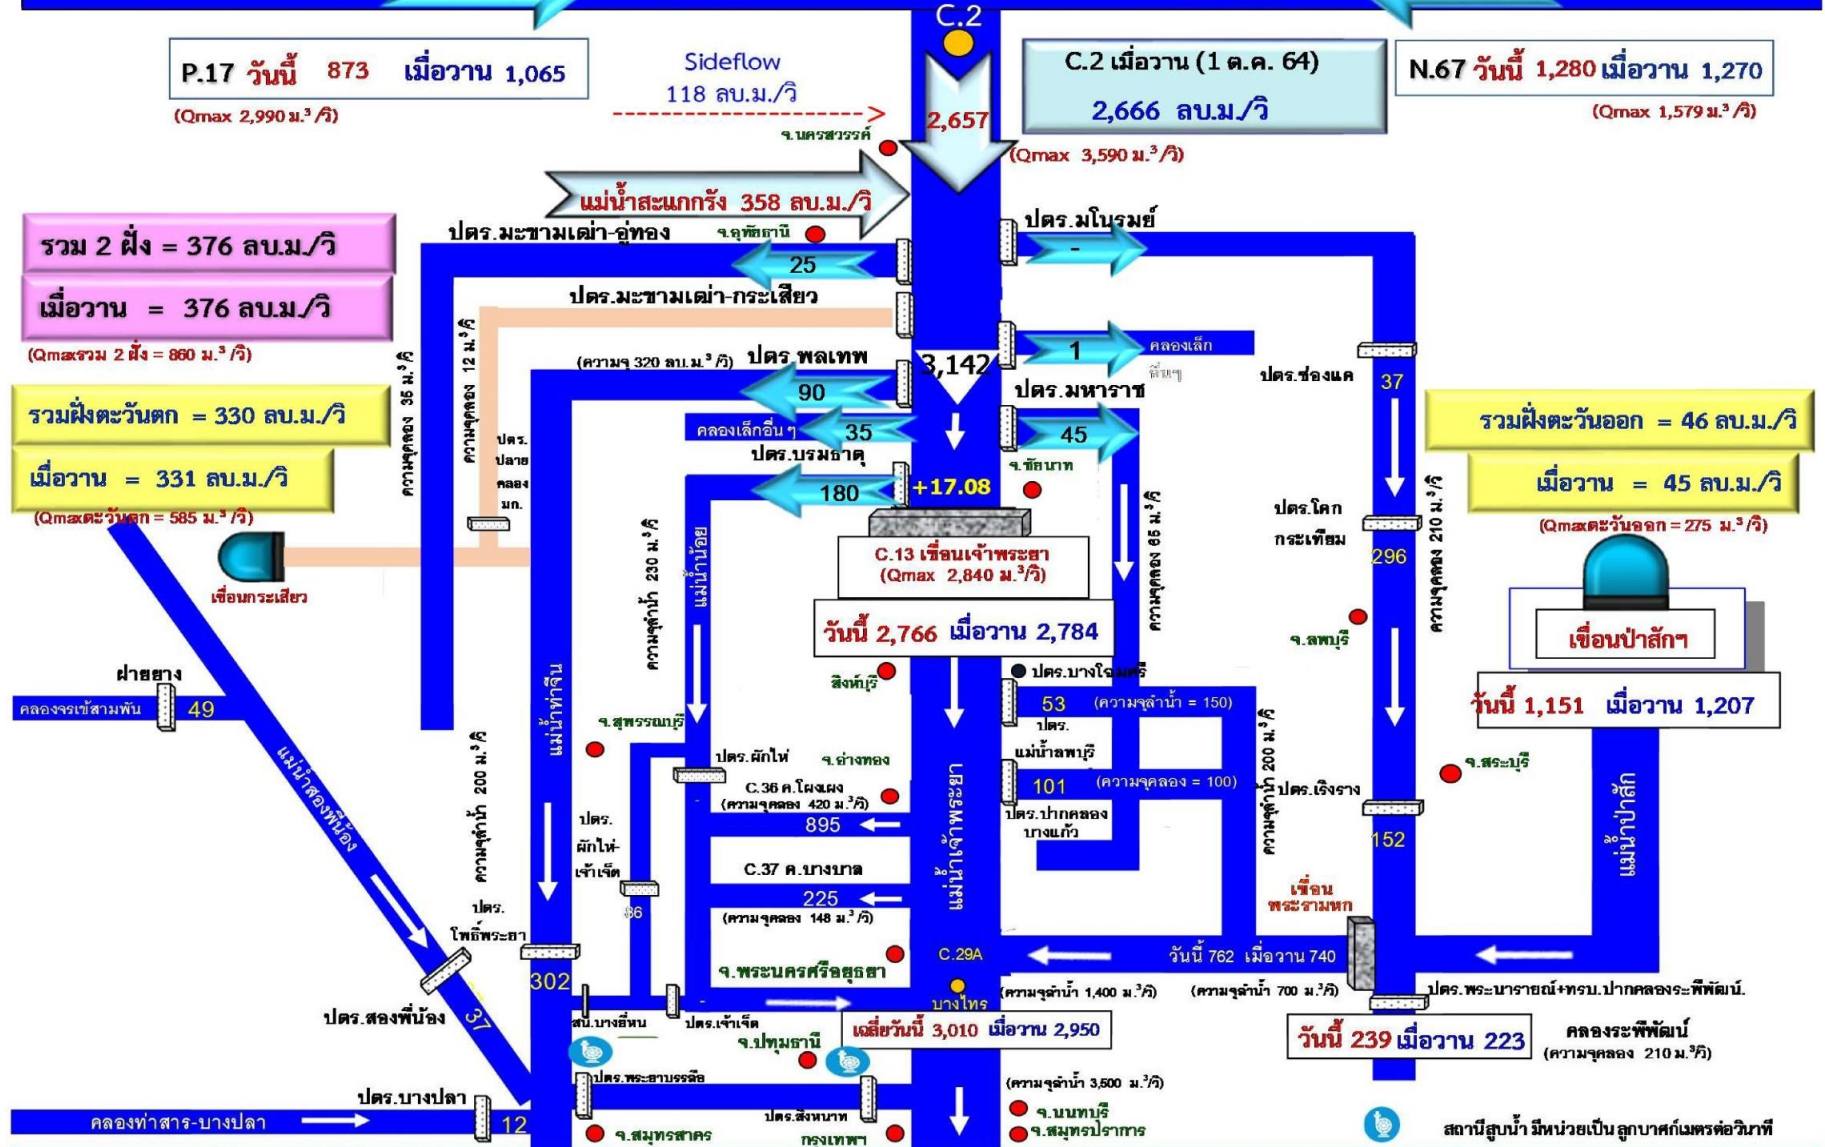 C.2
P.17 วันนี้ 873 เมื่อวาน 1,065
(Qmax 2,990 ม.³/วิ)
Sideflow
118 ลบ.ม./วิ
จ.นครสวรรค์
2,657
C.2 เมื่อวาน (1 ต.ค. 64)
2,666 ลบ.ม./วิ
(Qmax 3,590 ม.³/วิ)
N.67 วันนี้ 1,280 เมื่อวาน 1,270
(Qmax 1,579 ม.³/วิ)
แม่น้ำสะแกกรัง 358 ลบ.ม./วิ
รวม 2 ฝั่ง = 376 ลบ.ม./วิ
เมื่อวาน = 376 ลบ.ม./วิ
(Qmaxรวม 2 ฝั่ง = 860 ม.³/วิ)
ปตร.มะขามเฒ่า-อู่ทอง
จ.อุทัยธานี
25
ปตร.มโนรมย์
-
ปตร.มะขามเฒ่า-กระเสียว
(ความจุ 320 ลบ.ม.³/วิ)
ปตร.พลเทพ
90
3,142
1
คลองเล็ก
อื่นๆ
ปตร.มหาราช
45
ปตร.ช่องแค
37
รวมฝั่งตะวันตก = 330 ลบ.ม./วิ
เมื่อวาน = 331 ลบ.ม./วิ
(Qmaxตะวันตก = 585 ม.³/วิ)
ความจุคลอง 35 ม.³/วิ
ความจุคลอง 12 ม.³/วิ
ปตร.
ปลาย
คลอง
มก.
คลองเล็กอื่น ๆ
35
ปตร.บรมธาตุ
180
+17.08
จ.ชัยนาท
รวมฝั่งตะวันออก = 46 ลบ.ม./วิ
เมื่อวาน = 45 ลบ.ม./วิ
(Qmaxตะวันออก = 275 ม.³/วิ)
ปตร.โคก
กระเทียม
296
ความจุคลอง 210 ม.³/วิ
เขื่อนกระเสียว
ความจุลำน้ำ 230 ม.³/วิ
แม่น้ำน้อย
C.13 เขื่อนเจ้าพระยา
(Qmax 2,840 ม.³/วิ)
วันนี้ 2,766 เมื่อวาน 2,784
ความจุคลอง 65 ม.³/วิ
จ.ลพบุรี
เขื่อนป่าสักฯ
วันนี้ 1,151 เมื่อวาน 1,207
ฝายยาง
คลองจรเข้สามพัน
49
แม่น้ำสองพี่น้อง
แม่น้ำท่าจีน
จ.สุพรรณบุรี
สิงห์บุรี
ปตร.บางโฉมศรี
53 (ความจุลำน้ำ = 150)
ปตร.
แม่น้ำลพบุรี
101 (ความจุคลอง = 100)
ปตร.ปากคลอง
บางแก้ว
ความจุลำน้ำ 200 ม.³/วิ
ความจุลำน้ำ 200 ม.³/วิ
ปตร.ผักไห่
-
จ.อ่างทอง
C.36 ค.โผงเผง
(ความจุคลอง 420 ม.³/วิ)
895
แม่น้ำเจ้าพระยา
จ.สระบุรี
ปตร.เริงราง
152
แม่น้ำป่าสัก
ปตร.
ผักไห่-
เจ้าเจ็ด
86
C.37 ค.บางบาล
225
(ความจุคลอง 148 ม.³/วิ)
เขื่อน
พระรามหก
ปตร.
โพธิ์พระยา
302
จ.พระนครศรีอยุธยา
C.29A
บางไทร
วันนี้ 762 เมื่อวาน 740
(ความจุลำน้ำ 1,400 ม.³/วิ)
(ความจุลำน้ำ 700 ม.³/วิ)
ปตร.พระนารายณ์+ทรบ.ปากคลองระพีพัฒน์.
ปตร.สองพี่น้อง
37
สน.บางยี่หน
ปตร.เจ้าเจ็ด
-
เฉลี่ยวันนี้ 3,010 เมื่อวาน 2,950
วันนี้ 239 เมื่อวาน 223
คลองระพีพัฒน์
(ความจุคลอง 210 ม.³/วิ)
จ.ปทุมธานี
ปตร.พระยาบรรลือ
(ความจุลำน้ำ 3,500 ม.³/วิ)
ปตร.บางปลา
คลองท่าสาร-บางปลา
12
ปตร.สิงหนาท
จ.นนทบุรี
จ.สมุทรปราการ
จ.สมุทรสาคร
กรุงเทพฯ
สถานีสูบน้ำ มีหน่วยเป็น ลูกบาศก์เมตรต่อวินาที